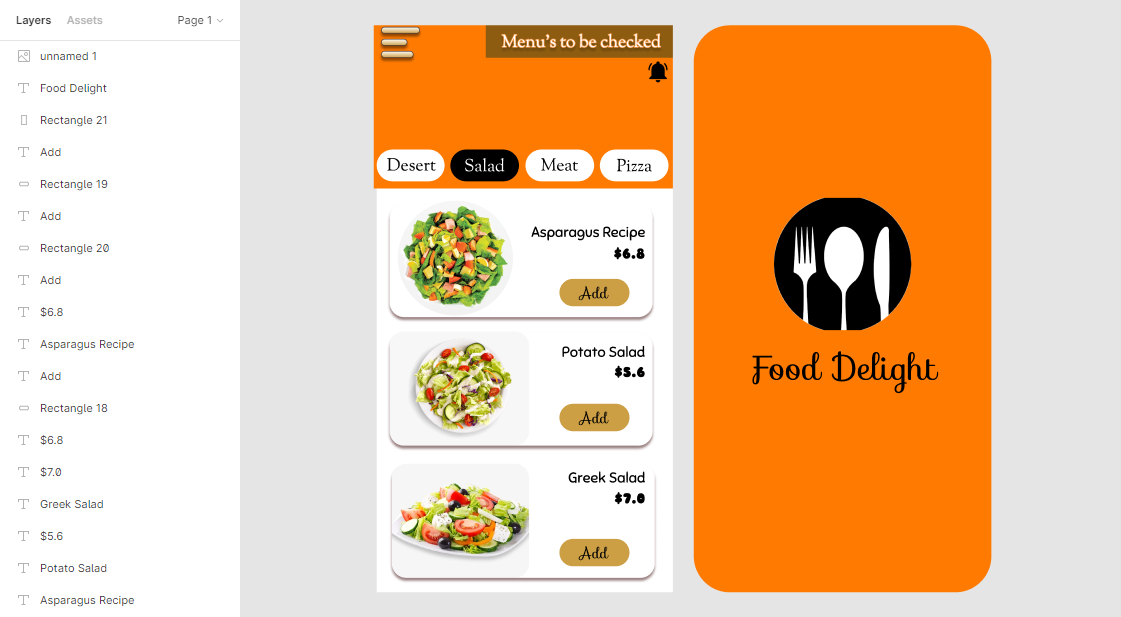 Layers Assets Page 1
unnamed 1
Food Delight
Rectangle 21
Add
Rectangle 19
Add
Rectangle 20
Add
$6.8
Asparagus Recipe
Add
Rectangle 18
$6.8
$7.0
Greek Salad
$5.6
Potato Salad
Asparagus Recipe
Menu's to be checked
Desert Salad Meat Pizza
Asparagus Recipe
$6.8
Add
Potato Salad
$5.6
Add
Greek Salad
$7.0
Add
Food Delight